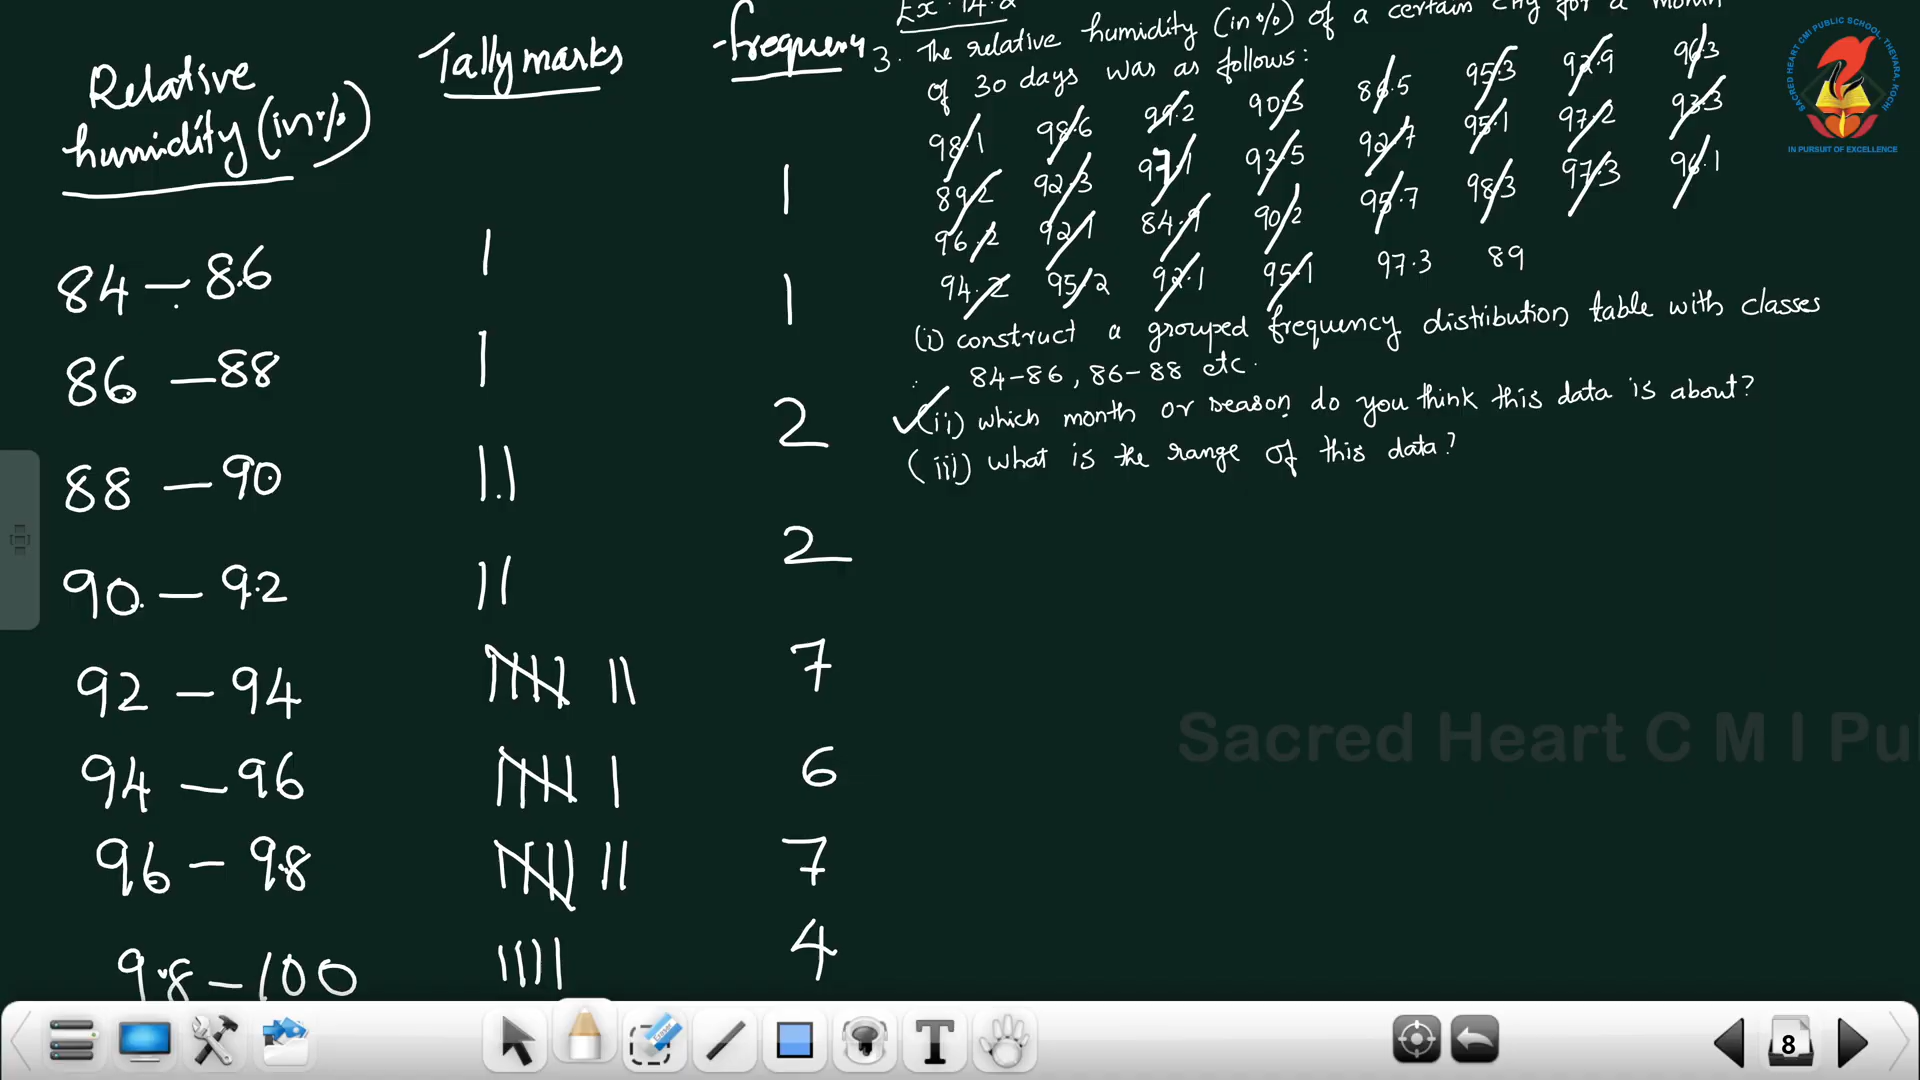 Relative
humidity (in %)
Tally marks
frequency
84 – 86
1
86 – 88
1
88 – 90
2
90 – 92
2
92 – 94
7
94 – 96
6
96 – 98
7
98 – 100
4
Ex. 14.2
3. The relative humidity (in %) of a certain city for a month
of 30 days was as follows:
98.1 98.6 99.2 90.3 86.5 95.3 92.9 96.3
89.2 92.3 97.1 93.5 92.7 95.1 97.2 93.3
96.2 92.1 84.9 90.2 95.7 98.3 97.3 96.1
94.2 95.2 92.1 95.1 97.3 89
(i) construct a grouped frequency distribution table with classes
84-86, 86-88 etc.
(ii) which month or season do you think this data is about?
(iii) What is the range of this data?
SACRED HEART CMI PUBLIC SCHOOL, THEVARA, KOCHI
IN PURSUIT OF EXCELLENCE
Sacred Heart C M I Pu
T
8